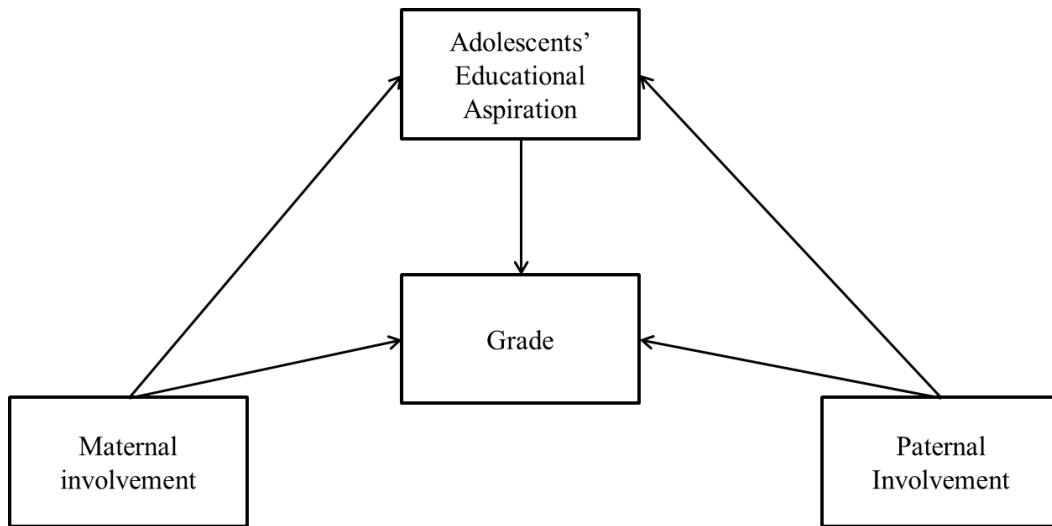 Adolescents’
Educational
Aspiration
Grade
Maternal
involvement
Paternal
Involvement